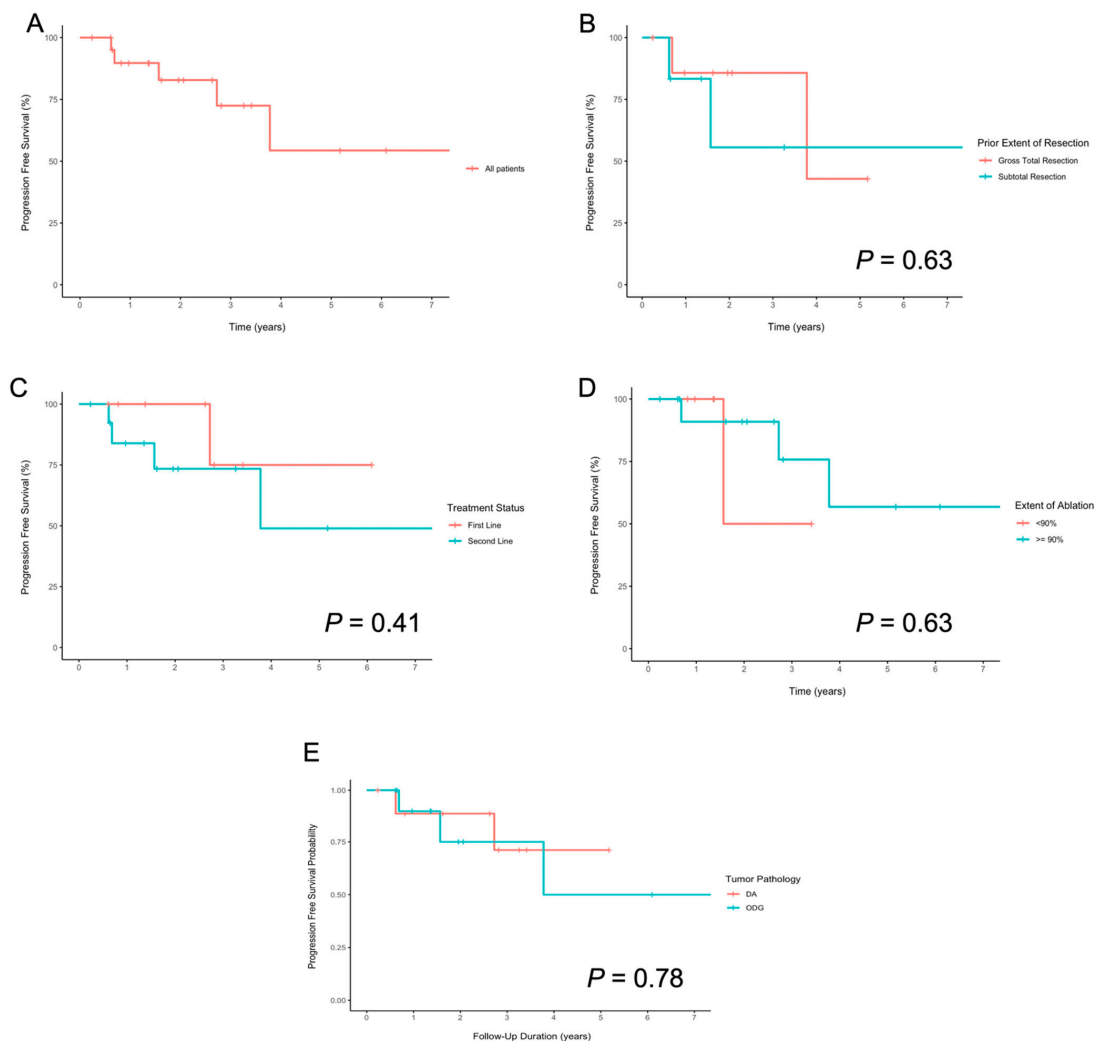 A
Progression Free Survival (%)
100
75
50
25
0
0 1 2 3 4 5 6 7
Time (years)
All patients
B
Progression Free Survival (%)
100
75
50
25
0
0 1 2 3 4 5 6 7
Time (years)
Prior Extent of Resection
Gross Total Resection
Subtotal Resection
P = 0.63
C
Progression Free Survival (%)
100
75
50
25
0
0 1 2 3 4 5 6 7
Time (years)
Treatment Status
First Line
Second Line
P = 0.41
D
Progression Free Survival (%)
100
75
50
25
0
0 1 2 3 4 5 6 7
Time (years)
Extent of Ablation
<90%
>= 90%
P = 0.63
E
Progression Free Survival Probability
1.00
0.75
0.50
0.25
0.00
0 1 2 3 4 5 6 7
Follow-Up Duration (years)
Tumor Pathology
DA
ODG
P = 0.78